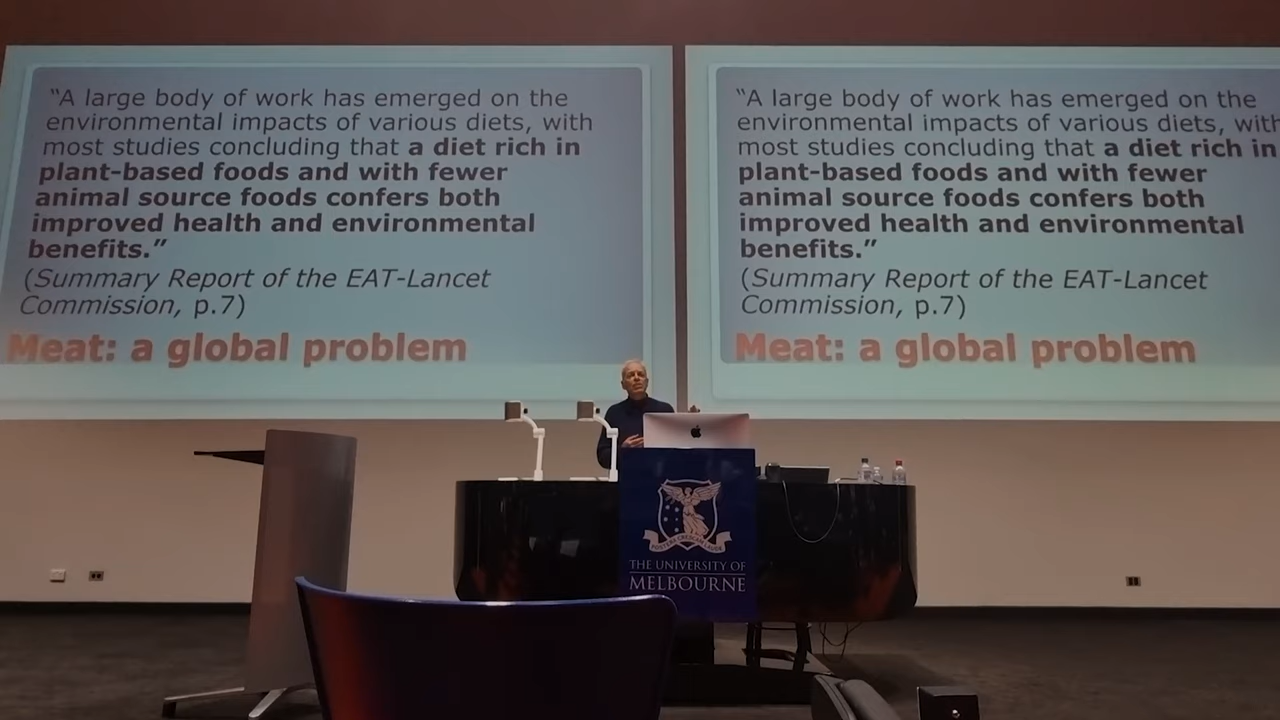 “A large body of work has emerged on the
environmental impacts of various diets, with
most studies concluding that a diet rich in
plant-based foods and with fewer
animal source foods confers both
improved health and environmental
benefits.”
(Summary Report of the EAT-Lancet
Commission, p.7)
Meat: a global problem
“A large body of work has emerged on the
environmental impacts of various diets, with
most studies concluding that a diet rich in
plant-based foods and with fewer
animal source foods confers both
improved health and environmental
benefits.”
(Summary Report of the EAT-Lancet
Commission, p.7)
Meat: a global problem
POSTERA CRESCAM LAUDE
THE UNIVERSITY OF
MELBOURNE